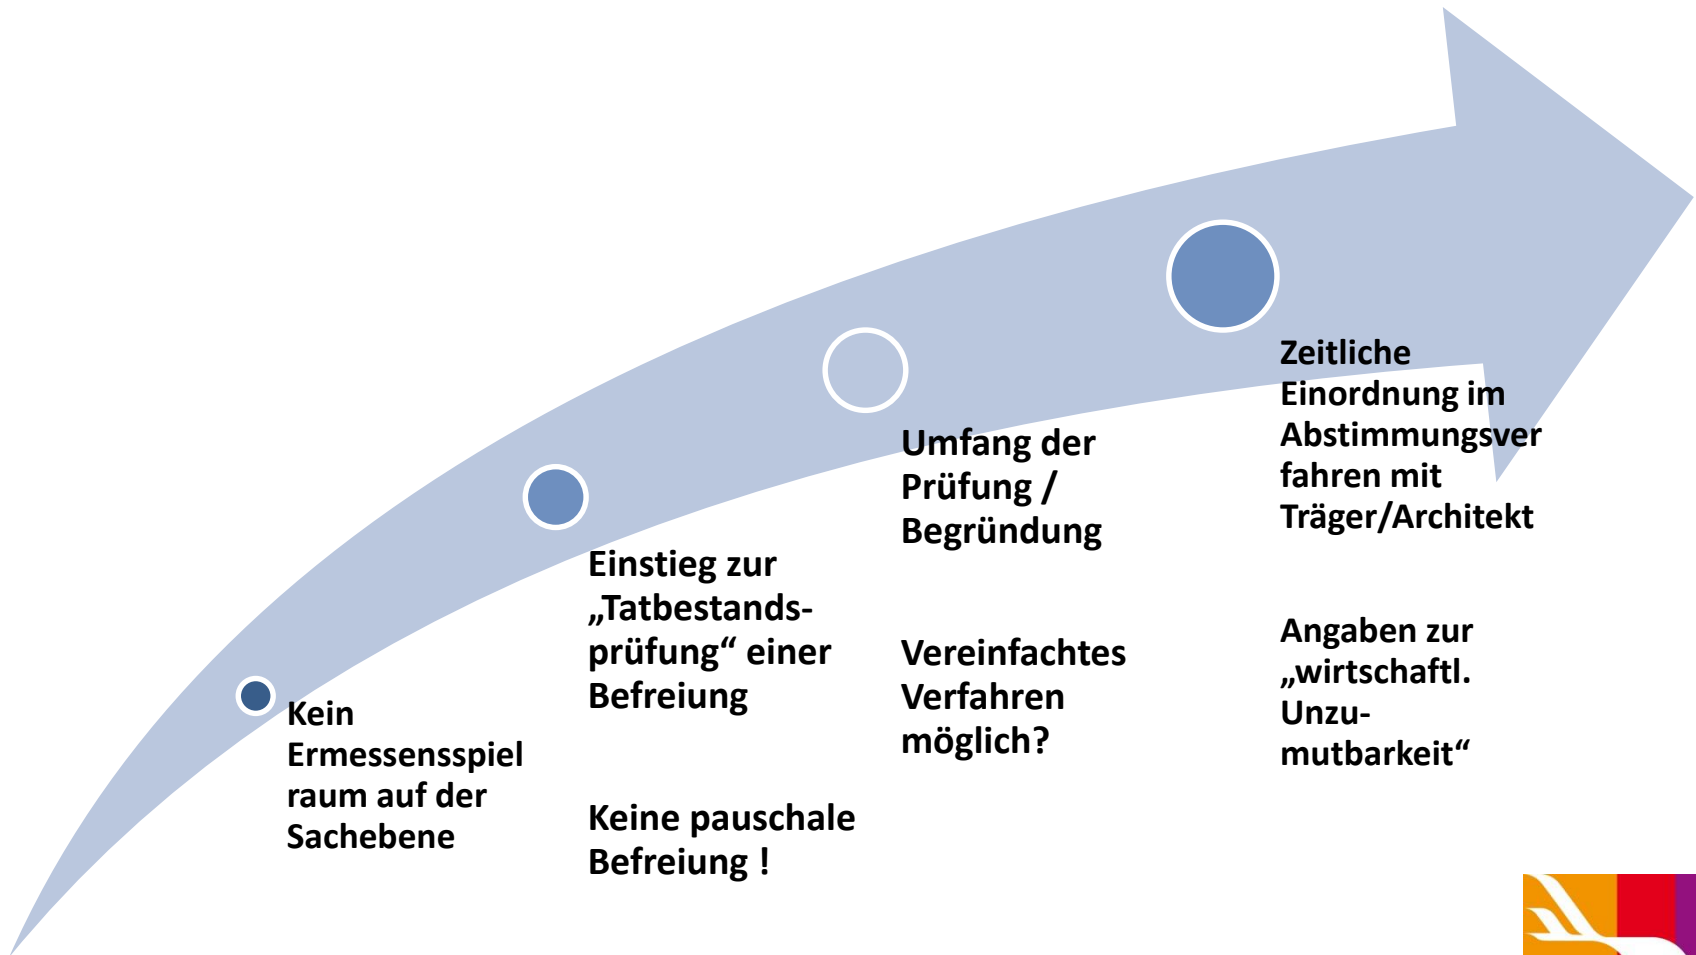 Kein
Ermessensspiel
raum auf der
Sachebene
Einstieg zur
„Tatbestands-
prüfung“ einer
Befreiung
Keine pauschale
Befreiung !
Umfang der
Prüfung /
Begründung
Vereinfachtes
Verfahren
möglich?
Zeitliche
Einordnung im
Abstimmungsver
fahren mit
Träger/Architekt
Angaben zur
„wirtschaftl.
Unzu-
mutbarkeit“